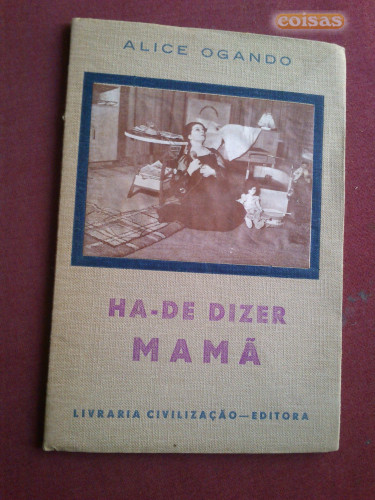 coisas
ALICE OGANDO
HA-DE DIZER
MAMÃ
LIVRARIA CIVILIZAÇÃO—EDITORA